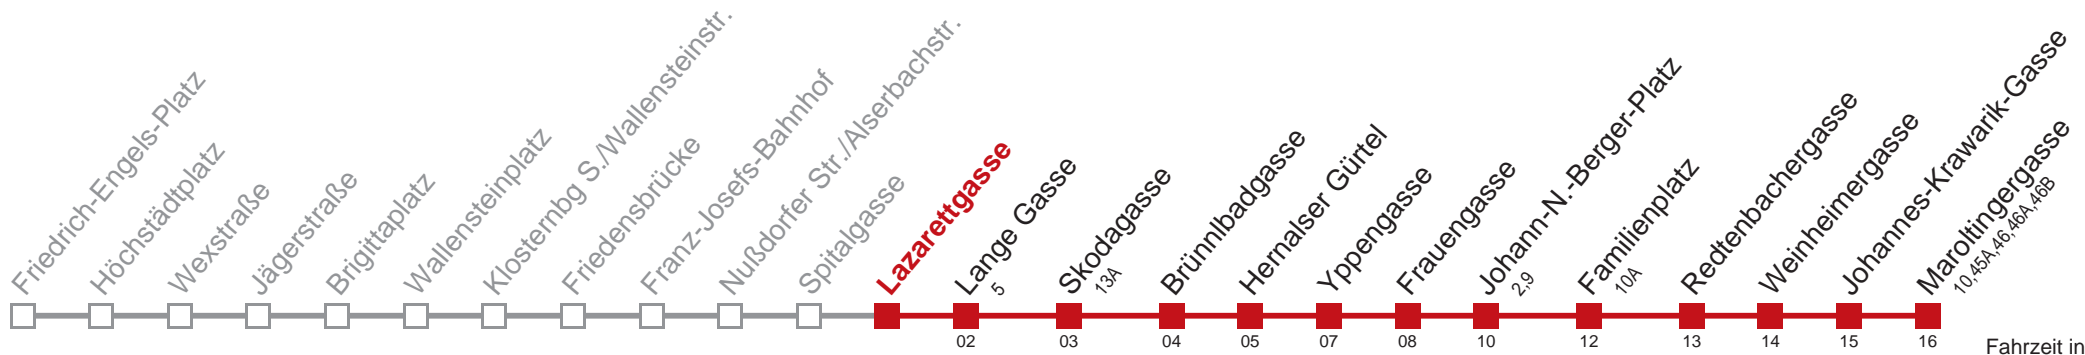 Friedrich-Engels-Platz
Höchstädtplatz
Wexstraße
Jägerstraße
Brigittaplatz
Wallensteinplatz
Klosternbg S./Wallensteinstr.
Friedensbrücke
Franz-Josefs-Bahnhof
Nußdorfer Str./Alserbachstr.
Spitalgasse
Lazarettgasse
Lange Gasse
5
Skodagasse
13A
Brünnlbadgasse
Hernalser Gürtel
Yppengasse
Frauengasse
Johann-N.-Berger-Platz
2,9
Familienplatz
10A
Redtenbachergasse
Weinheimergasse
Johannes-Krawarik-Gasse
Maroltingergasse
10,45A,46,46A,46B
02 03 04 05 07 08 10 12 13 14 15 16
Fahrzeit in